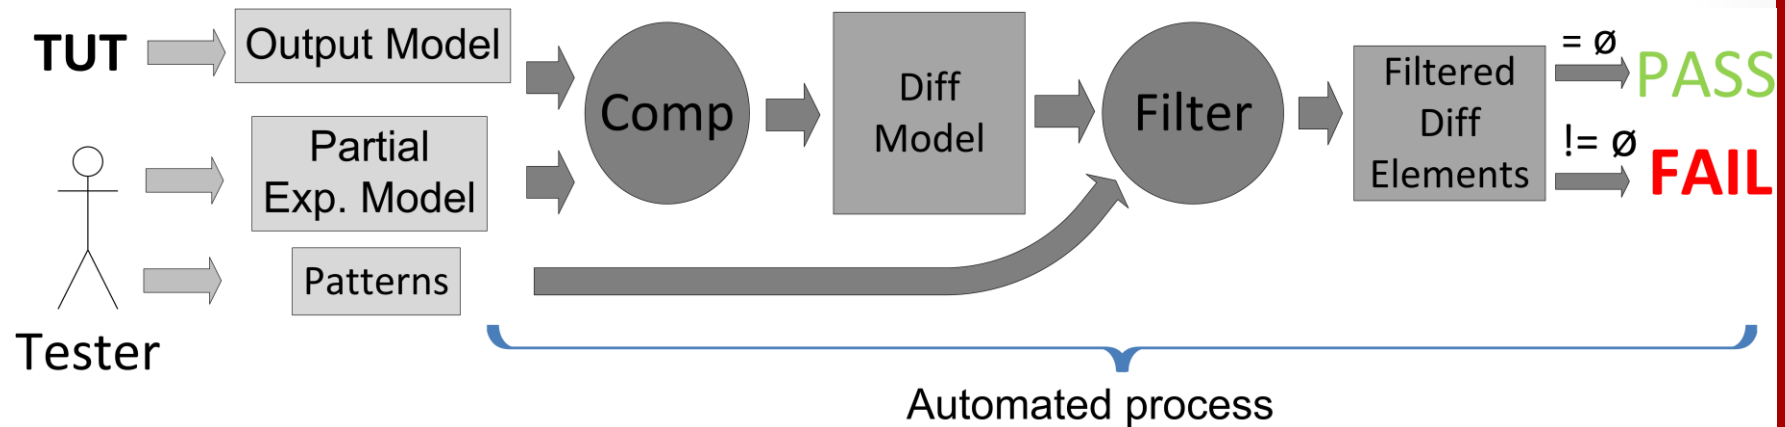 TUT
Output Model
Partial
Exp. Model
Patterns
Tester
Comp
Diff
Model
Filter
Filtered
Diff
Elements
= ø
PASS
!= ø
FAIL
Automated process